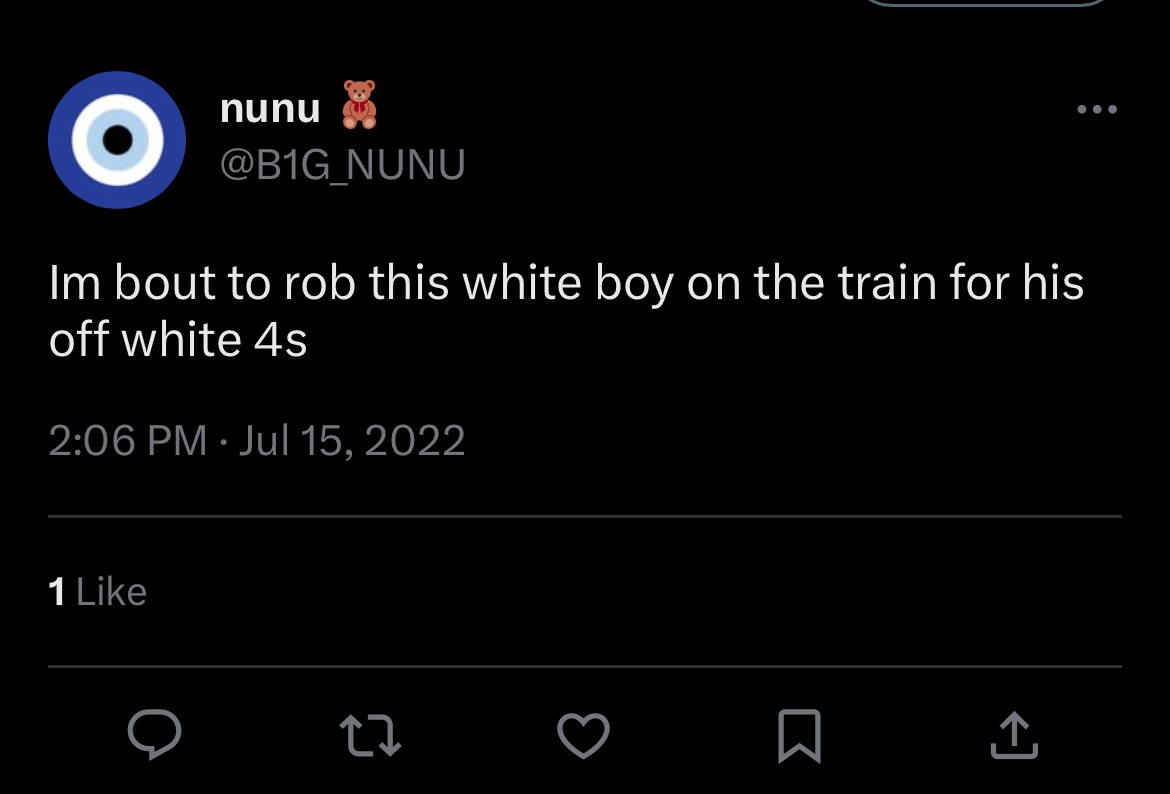 nunu 🧸
@B1G_NUNU
Im bout to rob this white boy on the train for his
off white 4s
2:06 PM · Jul 15, 2022
1 Like